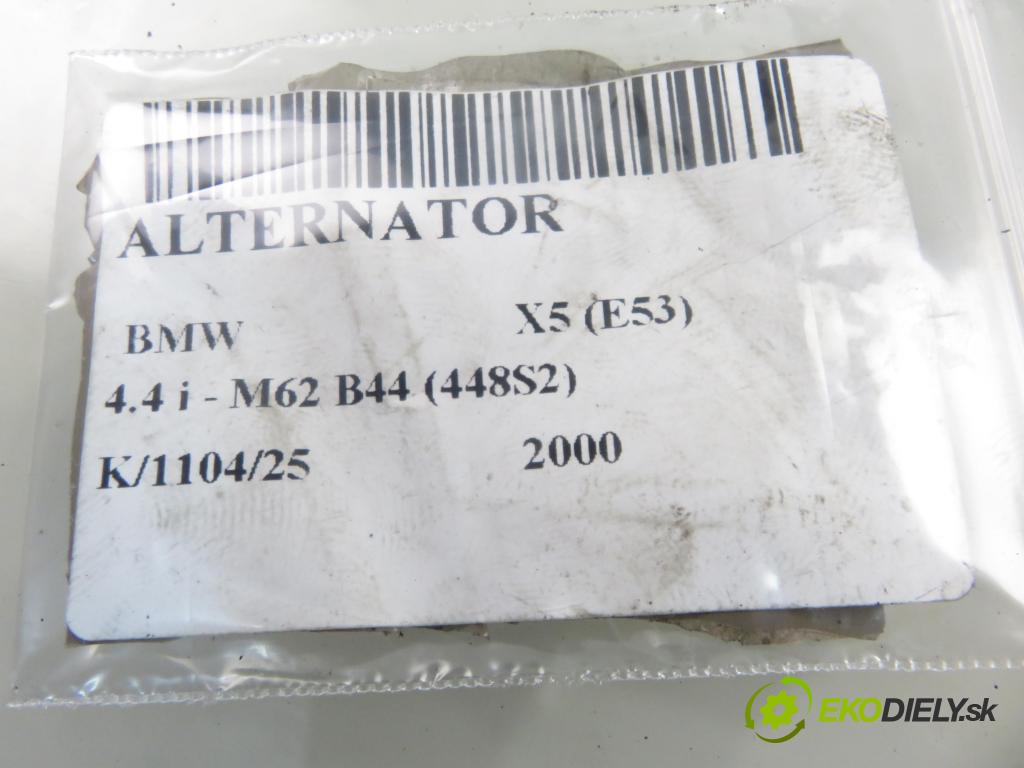 ALTERNATOR
BMW X5 (E53)
4.4 i - M62 B44 (448S2)
K/1104/25 2000
EKODIELY.sk